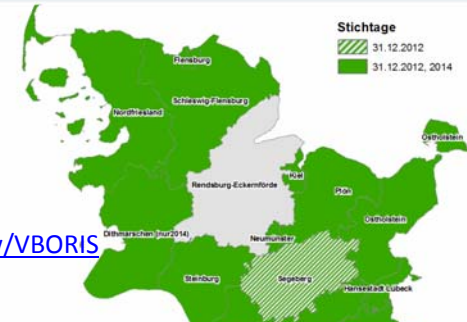 Stichtage
31.12.2012
31.12.2012, 2014
Flensburg
Schleswig-Flensburg
Nordfriesland
Ostholstein
Kiel
Rendsburg-Eckernförde
Plön
Ostholstein
Dithmarschen (nur2014)
Neumünster
/VBORIS
Steinburg
Segeberg
Hansestadt Lübeck